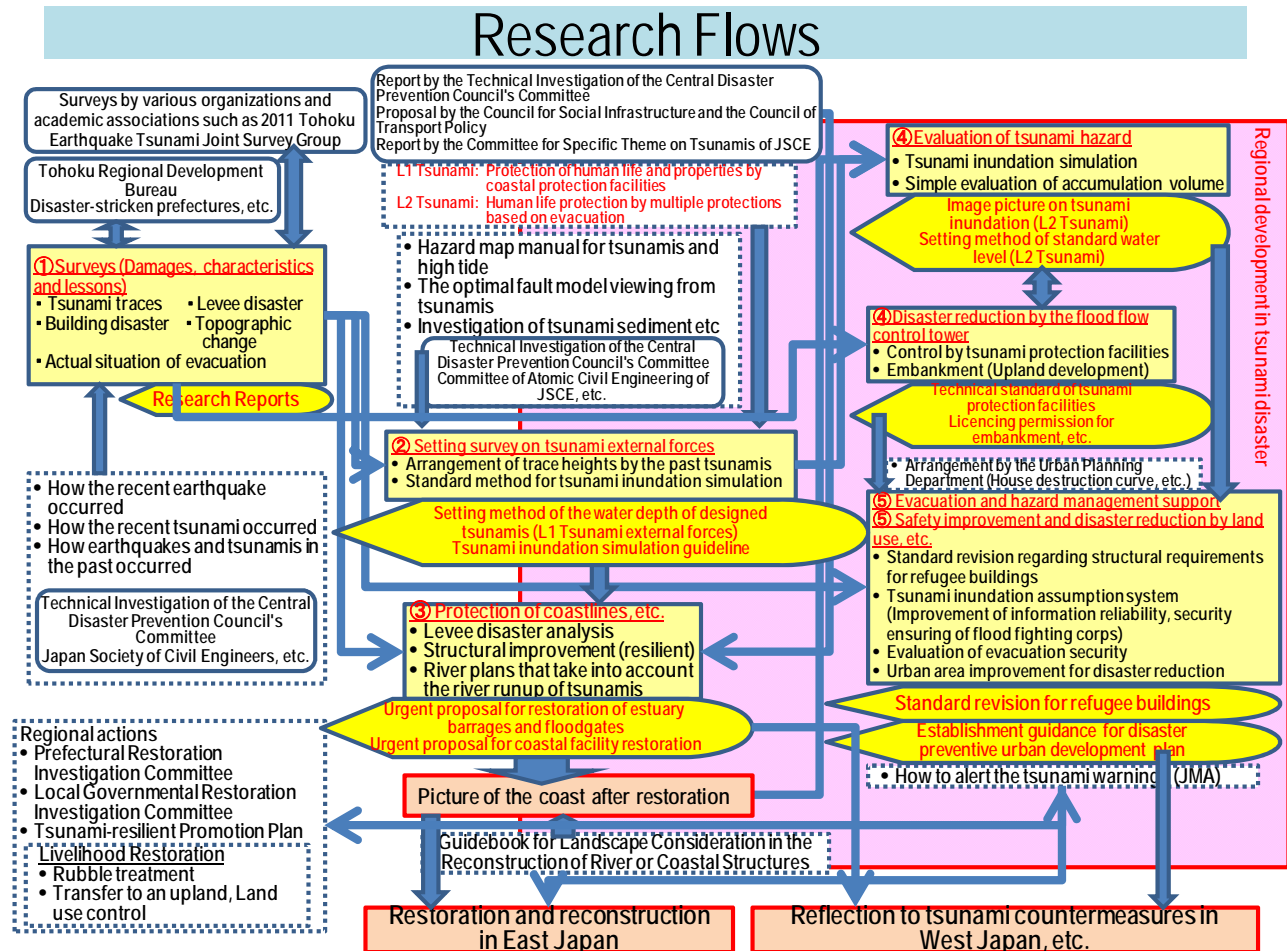 Research Flows
Surveys by various organizations and
academic associations such as 2011 Tohoku
Earthquake Tsunami Joint Survey Group
Tohoku Regional Development
Bureau
Disaster-stricken prefectures, etc.
①Surveys (Damages, characteristics
and lessons)
▪ Tsunami traces
▪ Levee disaster
▪ Building disaster
▪ Topographic
change
▪ Actual situation of evacuation
Research Reports
• How the recent earthquake
occurred
• How the recent tsunami occurred
• How earthquakes and tsunamis in
the past occurred
Technical Investigation of the Central
Disaster Prevention Council's
Committee
Japan Society of Civil Engineers, etc.
Regional actions
• Prefectural Restoration
Investigation Committee
• Local Governmental Restoration
Investigation Committee
• Tsunami-resilient Promotion Plan
Livelihood Restoration
• Rubble treatment
• Transfer to an upland, Land
use control
Report by the Technical Investigation of the Central Disaster
Prevention Council's Committee
Proposal by the Council for Social Infrastructure and the Council of
Transport Policy
Report by the Committee for Specific Theme on Tsunamis of JSCE
L1 Tsunami: Protection of human life and properties by
coastal protection facilities
L2 Tsunami: Human life protection by multiple protections
based on evacuation
• Hazard map manual for tsunamis and
high tide
• The optimal fault model viewing from
tsunamis
• Investigation of tsunami sediment etc
Technical Investigation of the Central
Disaster Prevention Council's Committee
Committee of Atomic Civil Engineering of
JSCE, etc.
② Setting survey on tsunami external forces
• Arrangement of trace heights by the past tsunamis
• Standard method for tsunami inundation simulation
Setting method of the water depth of designed
tsunamis (L1 Tsunami external forces)
Tsunami inundation simulation guideline
③ Protection of coastlines, etc.
• Levee disaster analysis
• Structural improvement (resilient)
• River plans that take into account
the river runup of tsunamis
Urgent proposal for restoration of estuary
barrages and floodgates
Urgent proposal for coastal facility restoration
Picture of the coast after restoration
Guidebook for Landscape Consideration in the
Reconstruction of River or Coastal Structures
Restoration and reconstruction
in East Japan
Regional development in tsunami disaster
④Evaluation of tsunami hazard
• Tsunami inundation simulation
• Simple evaluation of accumulation volume
Image picture on tsunami
inundation (L2 Tsunami)
Setting method of standard water
level (L2 Tsunami)
④Disaster reduction by the flood flow
control tower
• Control by tsunami protection facilities
• Embankment (Upland development)
Technical standard of tsunami
protection facilities
Licencing permission for
embankment, etc.
• Arrangement by the Urban Planning
Department (House destruction curve, etc.)
⑤ Evacuation and hazard management support
⑤ Safety improvement and disaster reduction by land
use, etc.
• Standard revision regarding structural requirements
for refugee buildings
• Tsunami inundation assumption system
(Improvement of information reliability, security
ensuring of flood fighting corps)
• Evaluation of evacuation security
• Urban area improvement for disaster reduction
Standard revision for refugee buildings
Establishment guidance for disaster
preventive urban development plan
• How to alert the tsunami warning (JMA)
Reflection to tsunami countermeasures in
West Japan, etc.